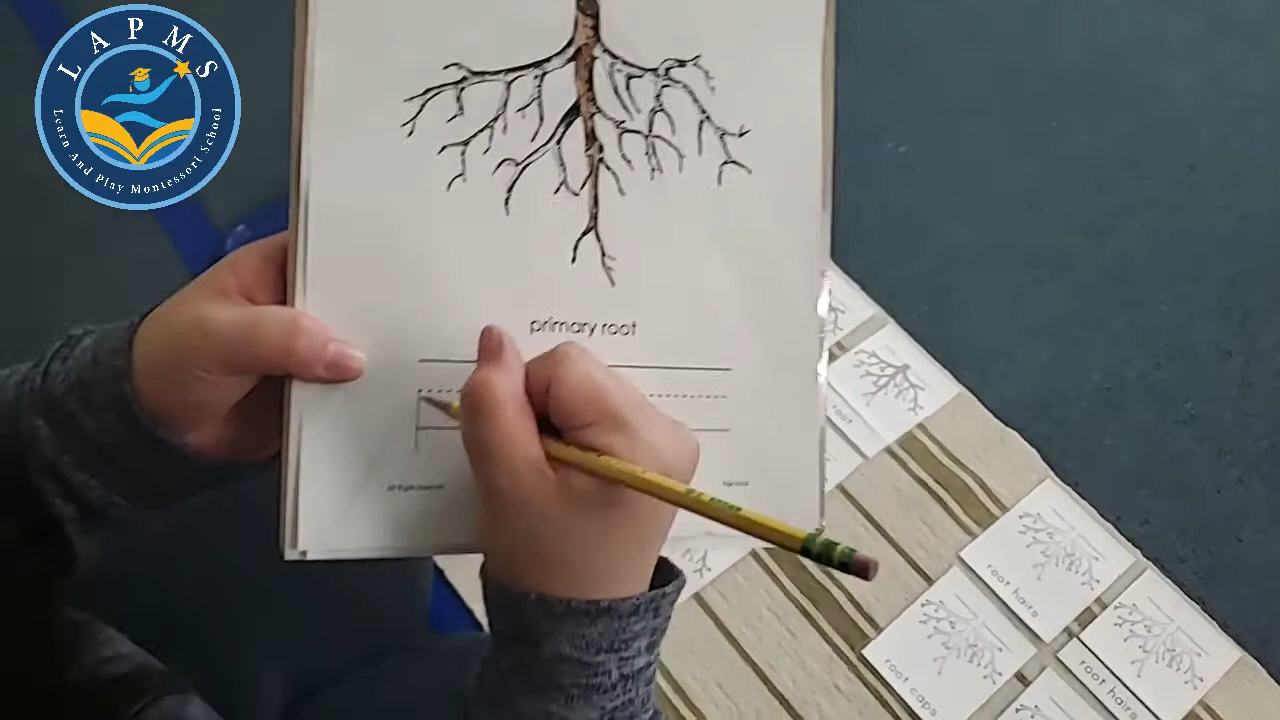 LAPMS
Learn And Play Montessori School
primary root
root
root hairs
root caps
root hairs